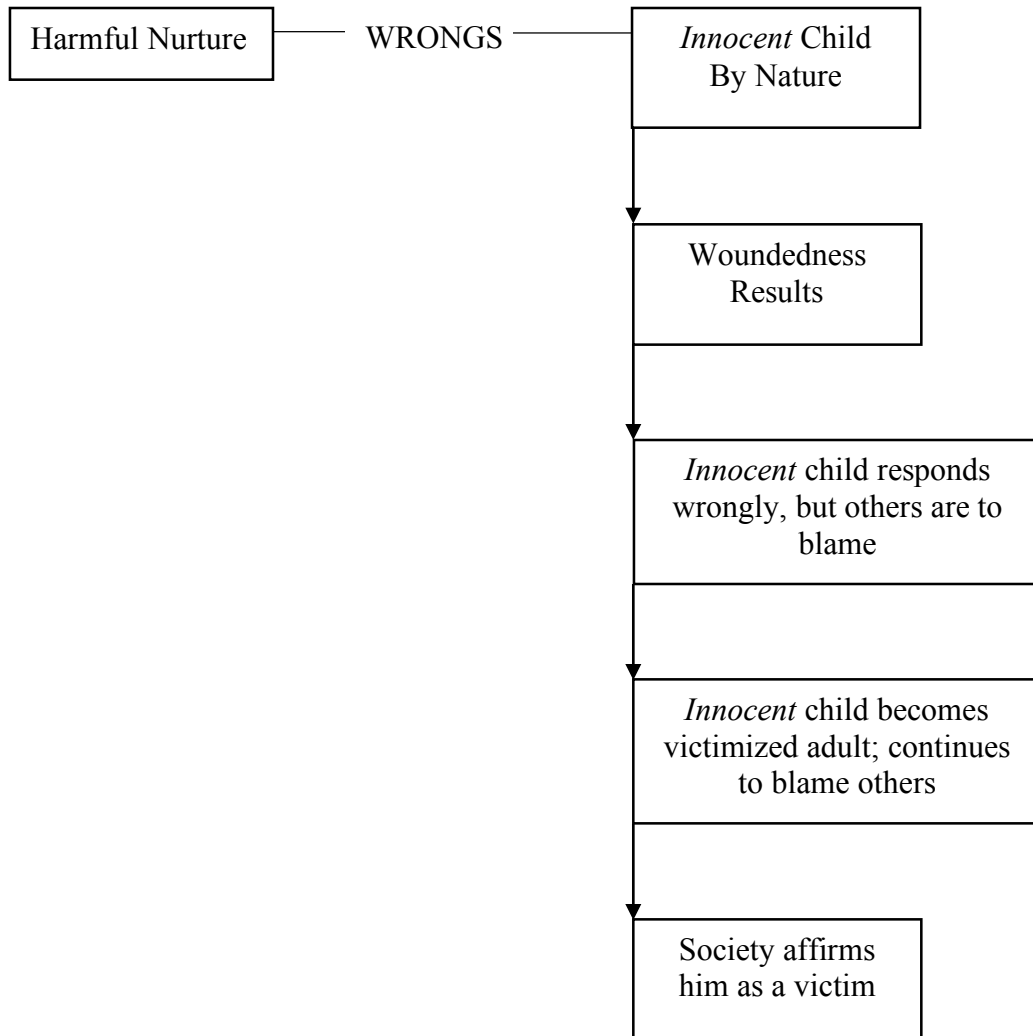 Harmful Nurture
WRONGS
Innocent Child
By Nature
Woundedness
Results
Innocent child responds
wrongly, but others are to
blame
Innocent child becomes
victimized adult; continues
to blame others
Society affirms
him as a victim